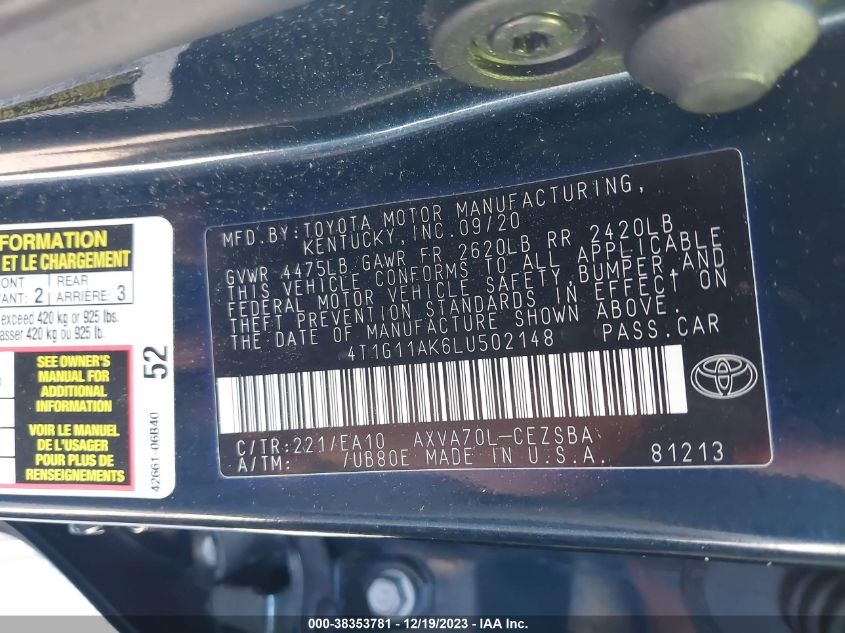 FORMATION
ET LE CHARGEMENT
ONT 2 REAR 3
VANT: ARRIÈRE:
exceed 420 kg or 925 lbs.
asser 420 kg ou 925 lb.
SEE OWNER'S
MANUAL FOR
ADDITIONAL
INFORMATION
VOIR LE MANUEL
DE L'USAGER
POUR PLUS DE
RENSEIGNEMENTS
52
42661-06B40
MFD.BY:TOYOTA MOTOR MANUFACTURING,
KENTUCKY,INC.09/20
GVWR 4475LB GAWR FR 2620LB RR 2420LB
THIS VEHICLE CONFORMS TO ALL APPLICABLE
FEDERAL MOTOR VEHICLE SAFETY,BUMPER,AND
THEFT PREVENTION STANDARDS IN EFFECT ON
THE DATE OF MANUFACTURE SHOWN ABOVE.
4T1G11AK6LU502148 PASS.CAR
C/TR:221/EA10 AXVA70L-CEZSBA
A/TM: /UB80E MADE IN U.S.A. 81213
000-38353781 - 12/19/2023 - IAA Inc.